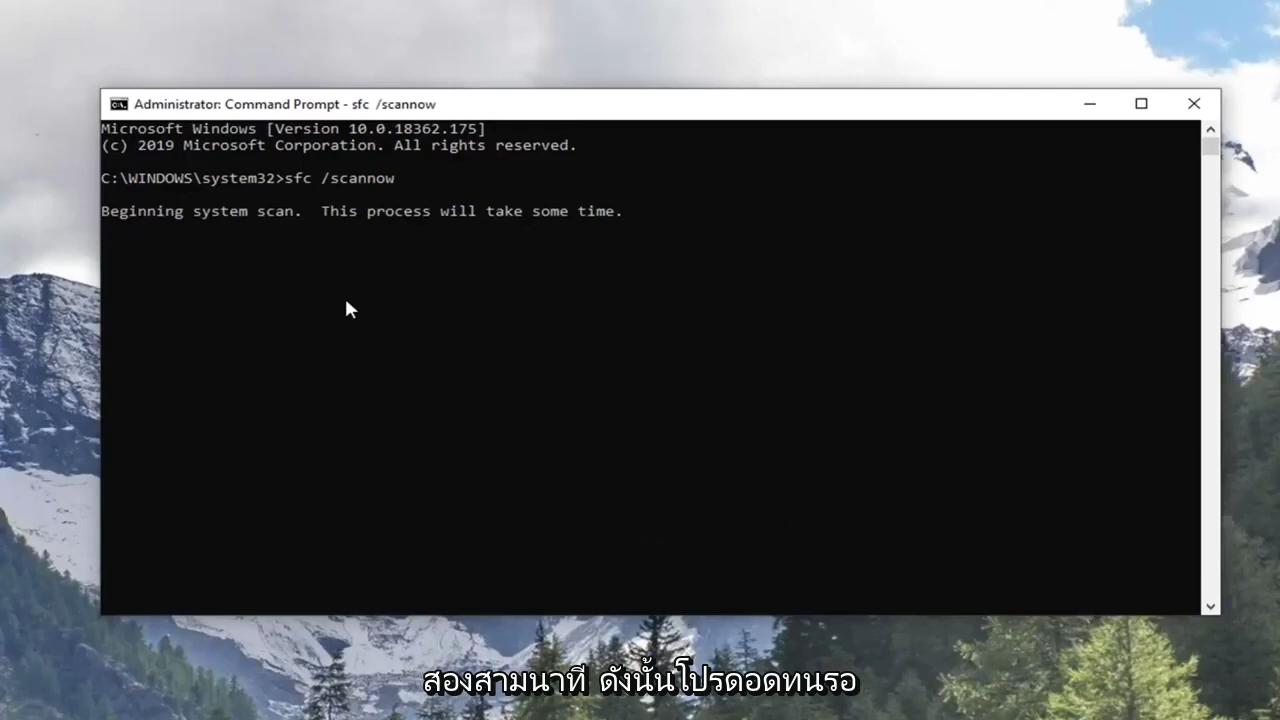 Administrator: Command Prompt - sfc  /scannow
Microsoft Windows [Version 10.0.18362.175]
(c) 2019 Microsoft Corporation. All rights reserved.
C:\WINDOWS\system32>sfc /scannow
Beginning system scan.  This process will take some time.
สองสามนาที ดังนั้นโปรดอดทนรอ